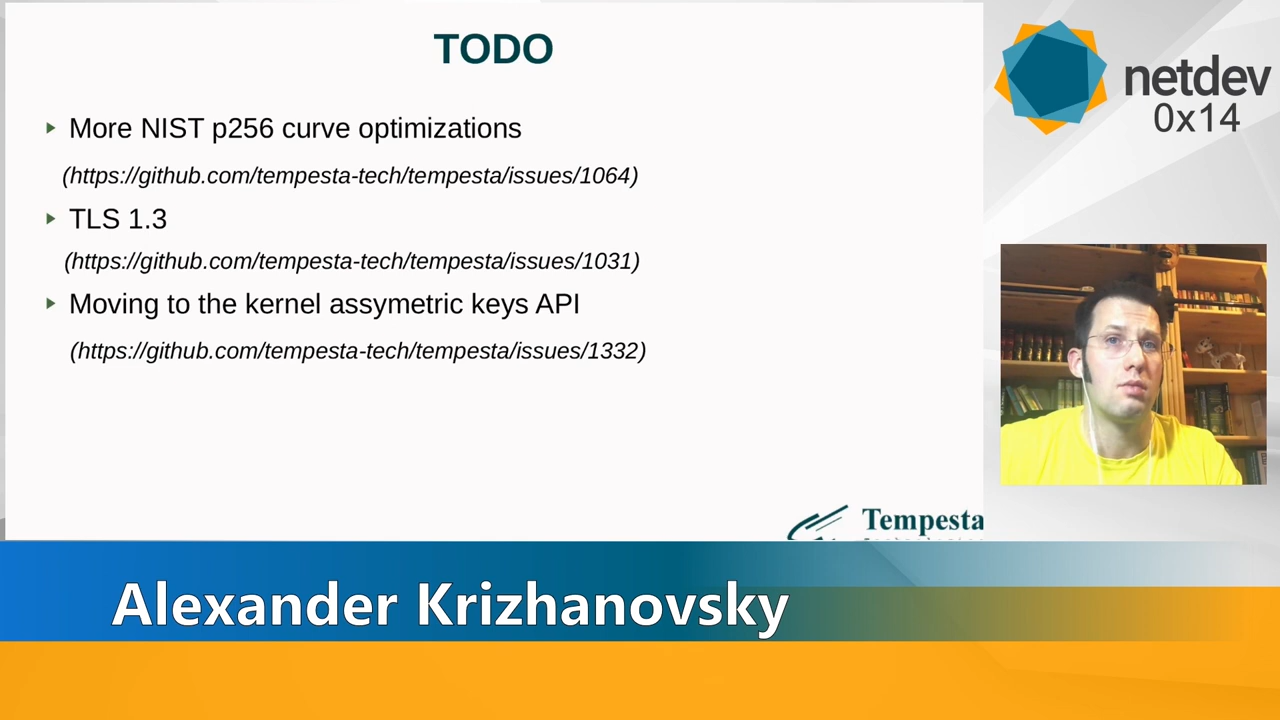 TODO
More NIST p256 curve optimizations
(https://github.com/tempesta-tech/tempesta/issues/1064)
TLS 1.3
(https://github.com/tempesta-tech/tempesta/issues/1031)
Moving to the kernel assymetric keys API
(https://github.com/tempesta-tech/tempesta/issues/1332)
Tempesta
netdev
0x14
Alexander Krizhanovsky